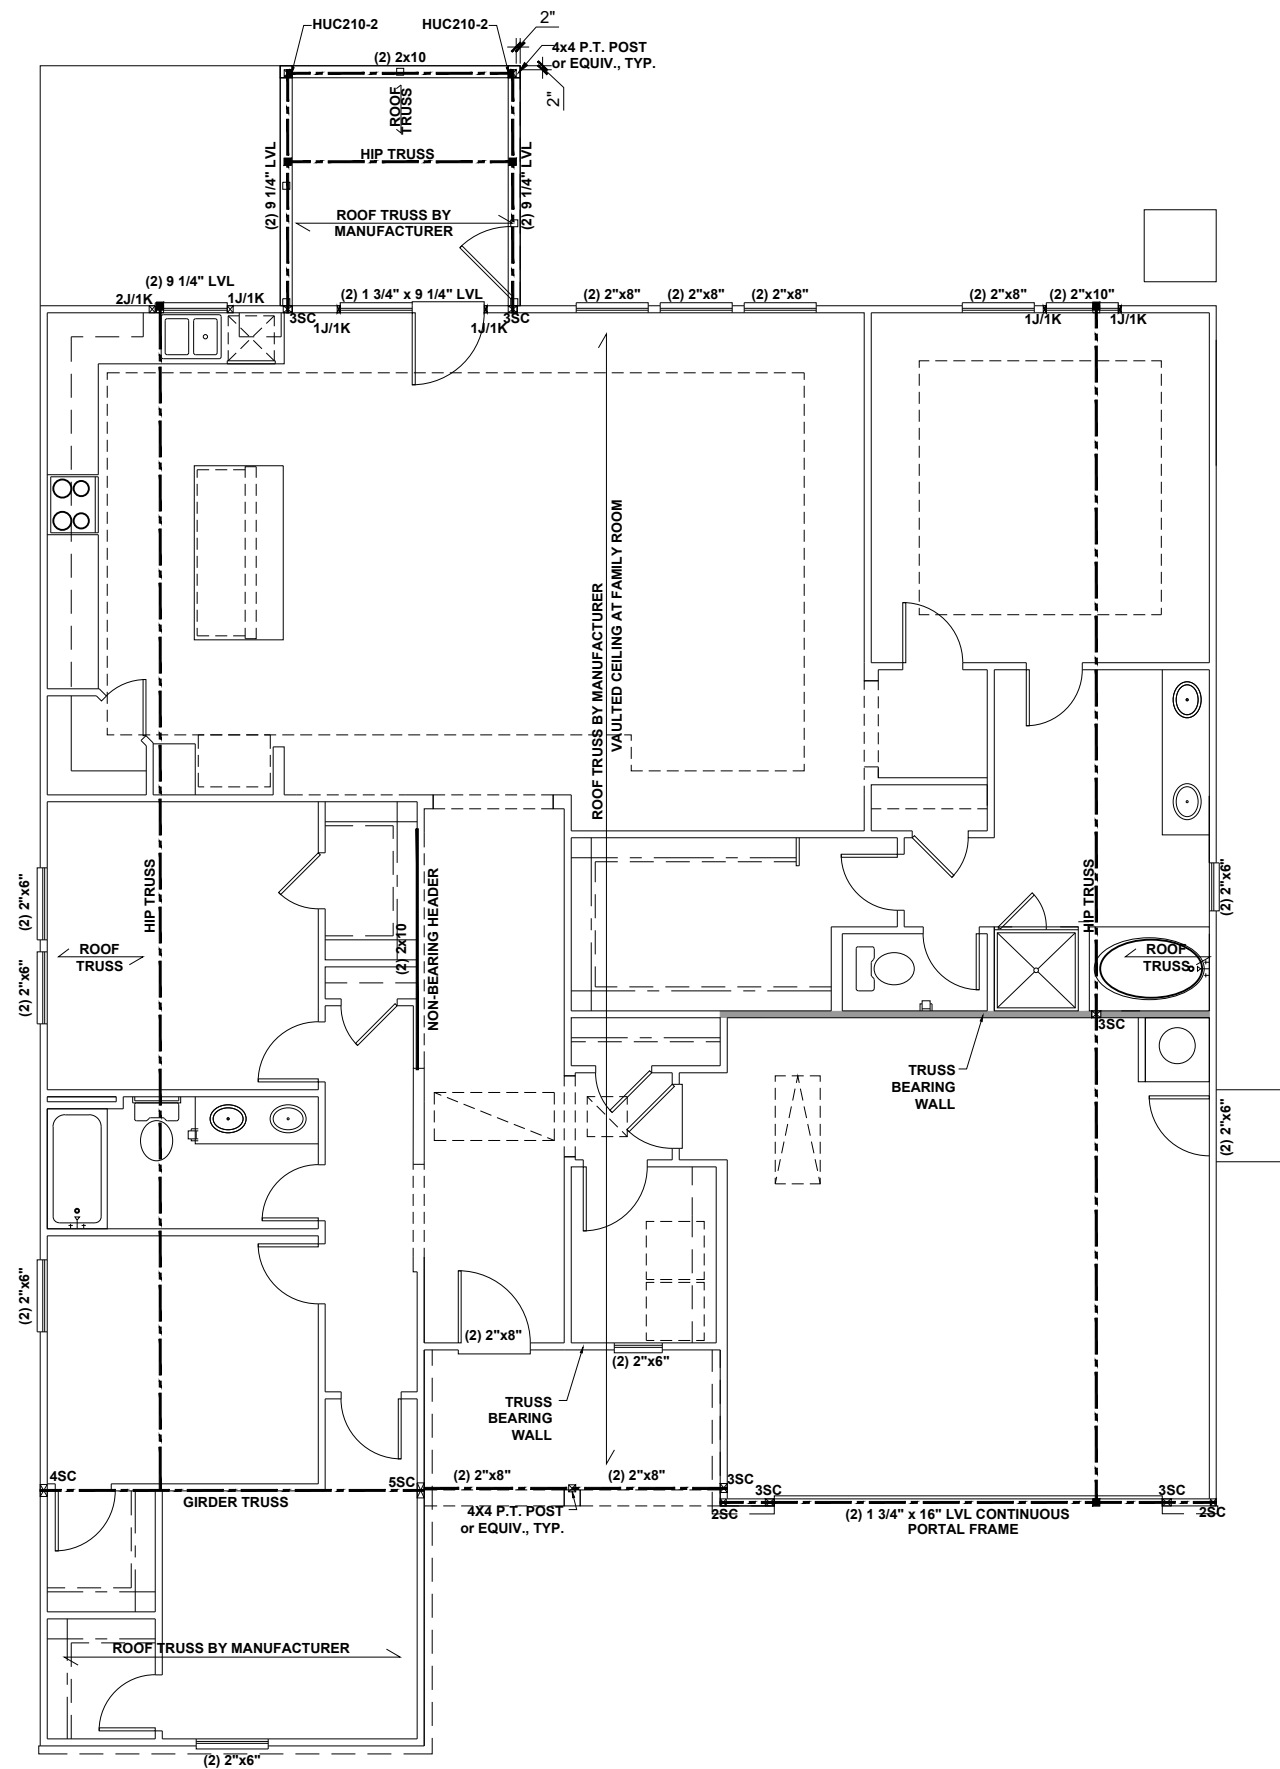 HUC210-2
HUC210-2
2"
4x4 P.T. POST
or EQUIV., TYP.
2"
(2) 2x10
ROOF
TRUSS
HIP TRUSS
(2) 9 1/4" LVL
(2) 9 1/4" LVL
ROOF TRUSS BY
MANUFACTURER
(2) 9 1/4" LVL
2J/1K
1J/1K
3SC
(2) 1 3/4" x 9 1/4" LVL
1J/1K
1J/1K
3SC
(2) 2"x8"
(2) 2"x8"
(2) 2"x8"
(2) 2"x8"
(2) 2"x10"
1J/1K
1J/1K
ROOF TRUSS BY MANUFACTURER
VAULTED CEILING AT FAMILY ROOM
HIP TRUSS
(2) 2"x6"
(2) 2"x6"
ROOF
TRUSS
(2) 2x10
NON-BEARING HEADER
HIP TRUSS
(2) 2"x6"
ROOF
TRUSS
3SC
TRUSS
BEARING
WALL
(2) 2"x6"
(2) 2"x6"
(2) 2"x8"
(2) 2"x6"
TRUSS
BEARING
WALL
4SC
GIRDER TRUSS
5SC
(2) 2"x8"
(2) 2"x8"
4X4 P.T. POST
or EQUIV., TYP.
3SC
2SC
3SC
(2) 1 3/4" x 16" LVL CONTINUOUS
PORTAL FRAME
3SC
2SC
ROOF TRUSS BY MANUFACTURER
(2) 2"x6"